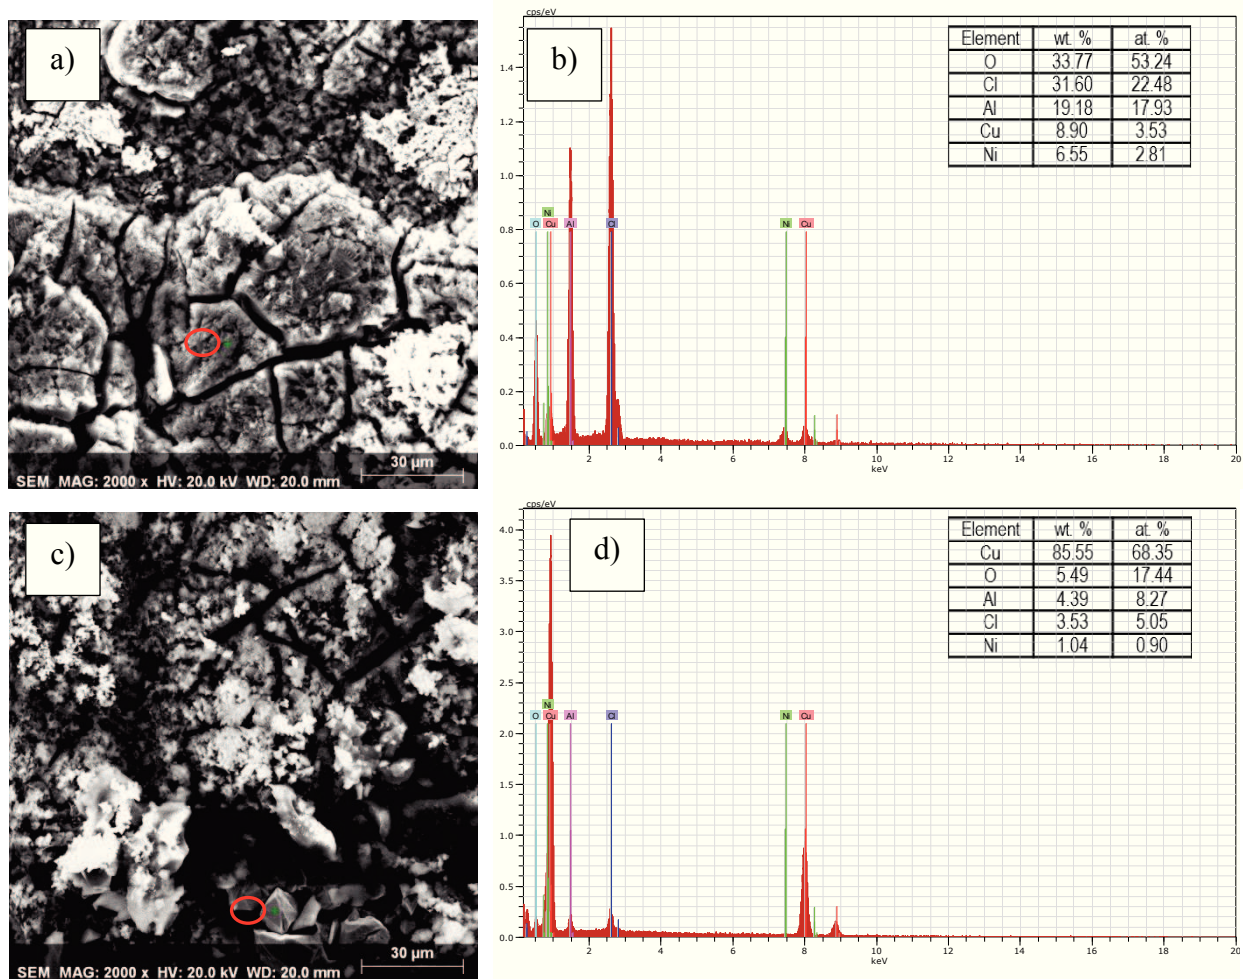 a)
30 µm
SEM MAG: 2000 x HV: 20.0 kV WD: 20.0 mm
b)
cps/eV
1.4
1.2
1.0
0.8
0.6
0.4
0.2
0.0
O Ni Cu Al Cl Ni Cu
2 4 6 8 10 12 14 16 18 20
keV
Element wt. % at. %
O 33.77 53.24
Cl 31.60 22.48
Al 19.18 17.93
Cu 8.90 3.53
Ni 6.55 2.81
c)
30 µm
SEM MAG: 2000 x HV: 20.0 kV WD: 20.0 mm
d)
cps/eV
4.0
3.5
3.0
2.5
2.0
1.5
1.0
0.5
0.0
O Ni Cu Al Cl Ni Cu
2 4 6 8 10 12 14 16 18 20
keV
Element wt. % at. %
Cu 85.55 68.35
O 5.49 17.44
Al 4.39 8.27
Cl 3.53 5.05
Ni 1.04 0.90